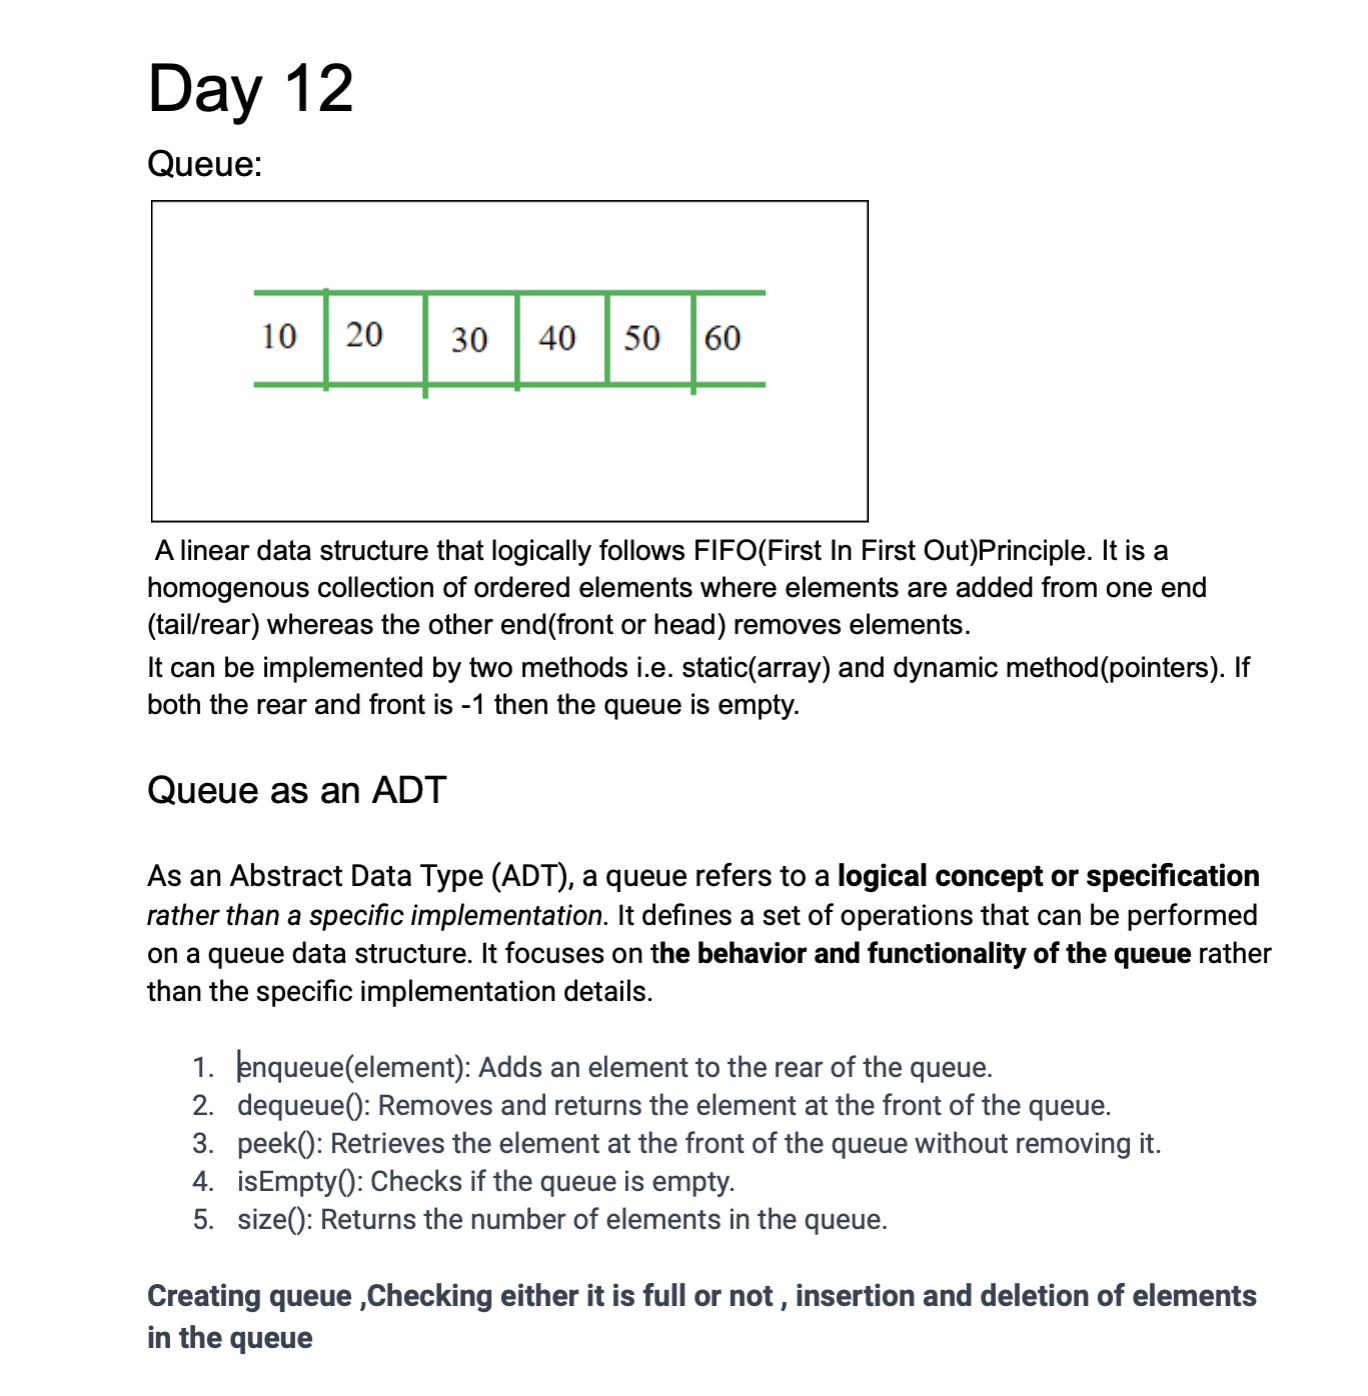 Day 12
Queue:
10 20 30 40 50 60
A linear data structure that logically follows FIFO(First In First Out)Principle. It is a
homogenous collection of ordered elements where elements are added from one end
(tail/rear) whereas the other end(front or head) removes elements.
It can be implemented by two methods i.e. static(array) and dynamic method(pointers). If
both the rear and front is -1 then the queue is empty.
Queue as an ADT
As an Abstract Data Type (ADT), a queue refers to a logical concept or specification
rather than a specific implementation. It defines a set of operations that can be performed
on a queue data structure. It focuses on the behavior and functionality of the queue rather
than the specific implementation details.
1. enqueue(element): Adds an element to the rear of the queue.
2. dequeue(): Removes and returns the element at the front of the queue.
3. peek(): Retrieves the element at the front of the queue without removing it.
4. isEmpty(): Checks if the queue is empty.
5. size(): Returns the number of elements in the queue.
Creating queue ,Checking either it is full or not , insertion and deletion of elements
in the queue